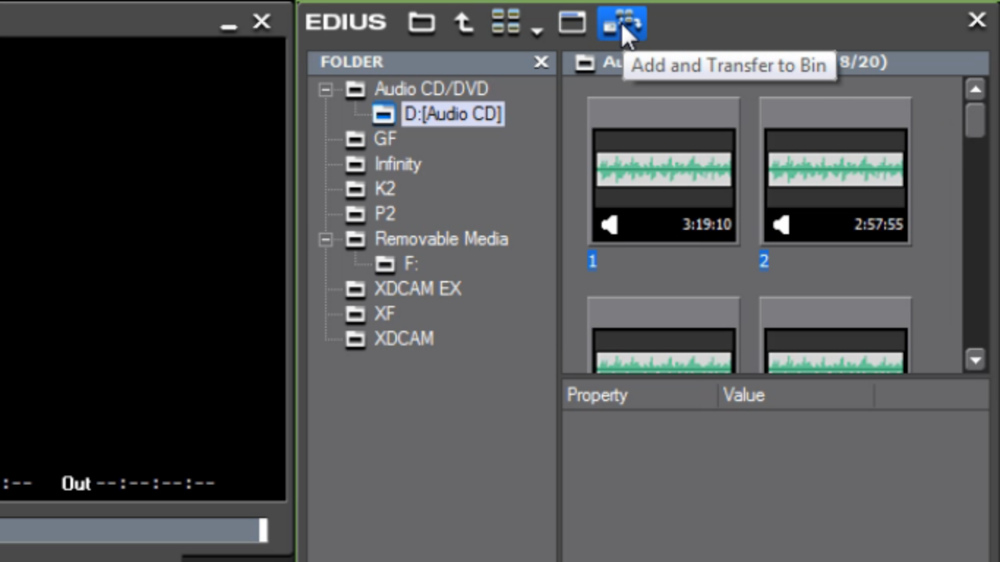 EDIUS
FOLDER
Au
8/20)
Add and Transfer to Bin
Audio CD/DVD
D:[Audio CD]
GF
Infinity
K2
P2
Removable Media
F:
XDCAM EX
XF
XDCAM
3:19:10
2:57:55
1
2
Property
Value
:-- Out --:--:--:--